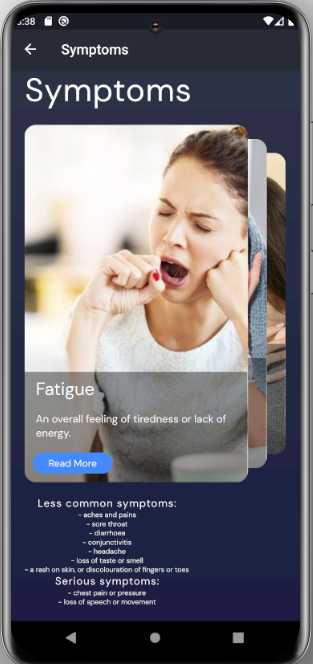 :38
Symptoms
Symptoms
Fatigue
An overall feeling of tiredness or lack of
energy.
Read More
Less common symptoms:
- aches and pains
- sore throat
- diarrhoea
- conjunctivitis
- headache
- loss of taste or smell
- a rash on skin, or discolouration of fingers or toes
Serious symptoms:
- chest pain or pressure
- loss of speech or movement